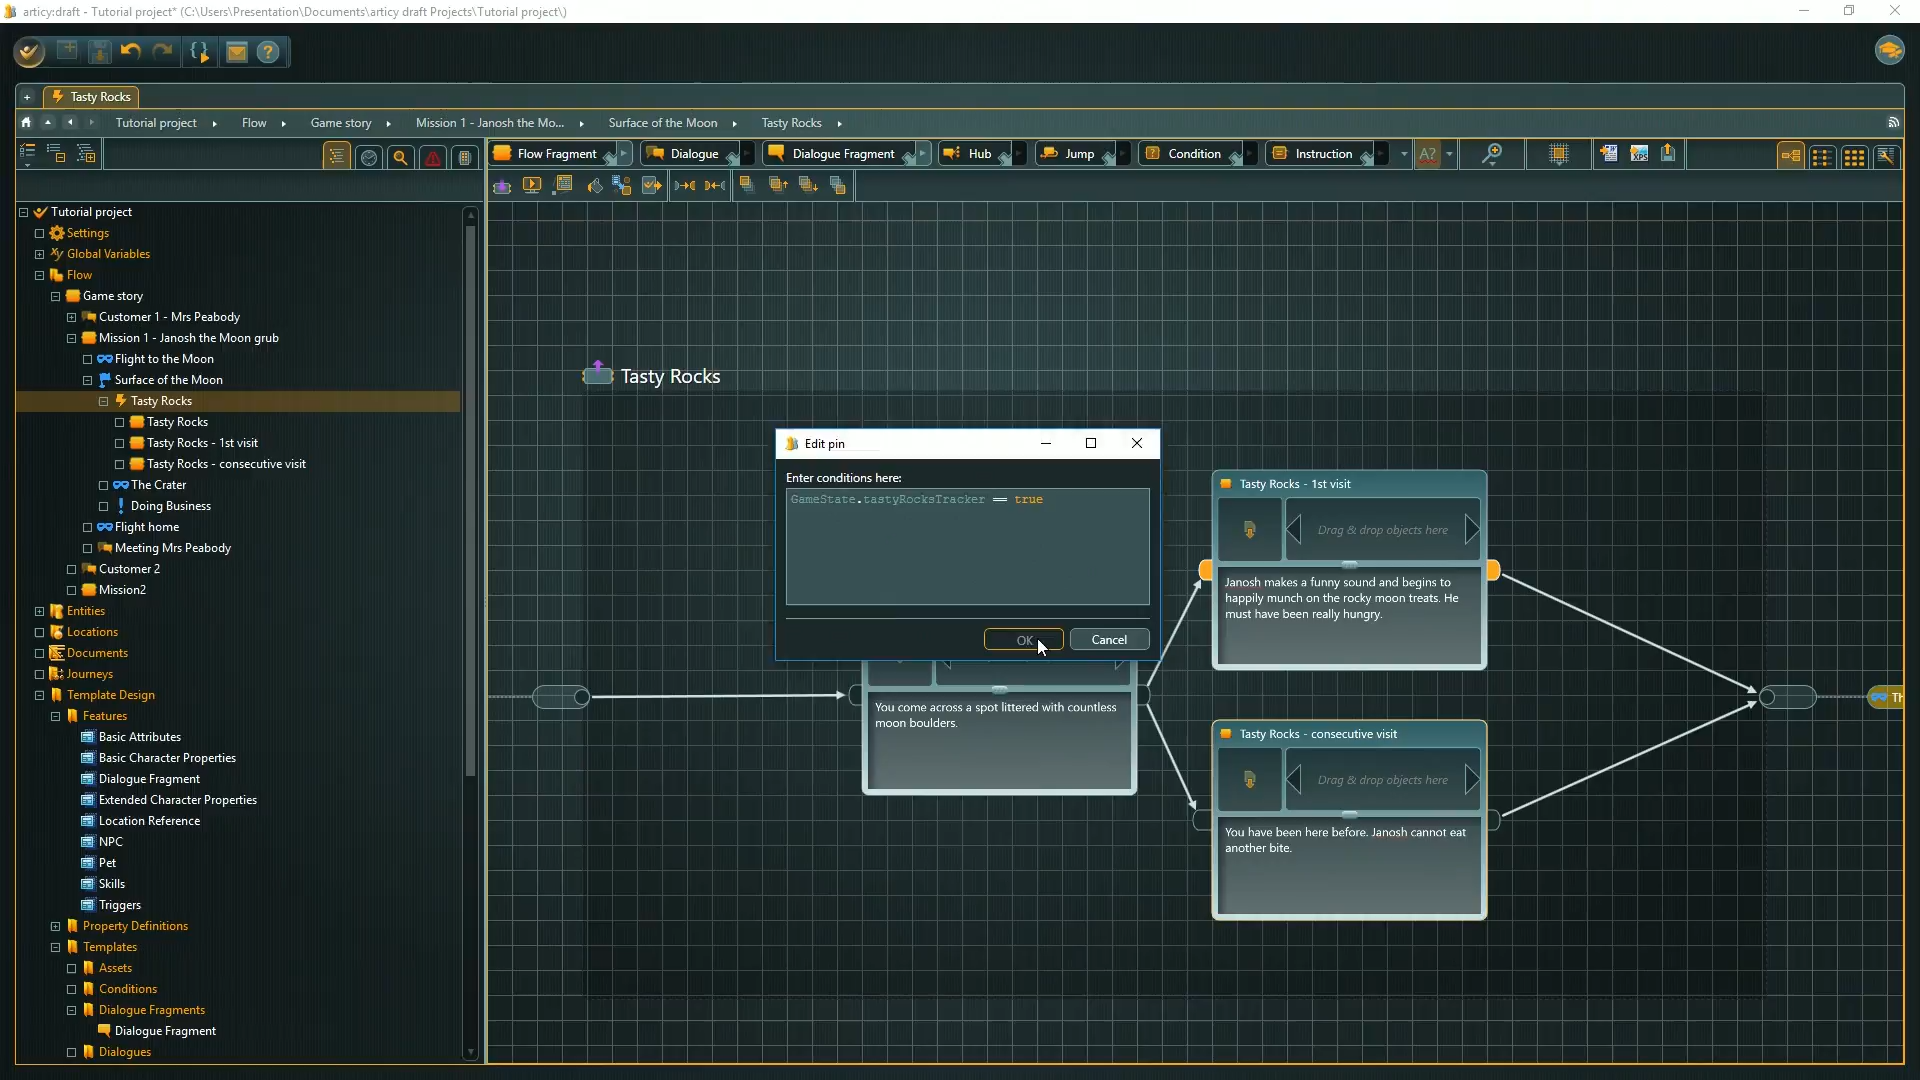 articy:draft - Tutorial project* (C:\Users\Presentation\Documents\articy draft Projects\Tutorial project\)
Tasty Rocks
Tutorial project
Flow
Game story
Mission 1 - Janosh the Mo...
Surface of the Moon
Tasty Rocks
Flow Fragment
Dialogue
Dialogue Fragment
Hub
Jump
Condition
Instruction
Tutorial project
Settings
Global Variables
Flow
Game story
Customer 1 - Mrs Peabody
Mission 1 - Janosh the Moon grub
Flight to the Moon
Surface of the Moon
Tasty Rocks
Tasty Rocks
Tasty Rocks - 1st visit
Tasty Rocks - consecutive visit
The Crater
Doing Business
Flight home
Meeting Mrs Peabody
Customer 2
Mission2
Entities
Locations
Documents
Journeys
Template Design
Features
Basic Attributes
Basic Character Properties
Dialogue Fragment
Extended Character Properties
Location Reference
NPC
Pet
Skills
Triggers
Property Definitions
Templates
Assets
Conditions
Dialogue Fragments
Dialogue Fragment
Dialogues
Tasty Rocks
Edit pin
Enter conditions here:
GameState.tastyRocksTracker == true
OK
Cancel
You come across a spot littered with countless
moon boulders.
Tasty Rocks - 1st visit
Drag & drop objects here
Janosh makes a funny sound and begins to
happily munch on the rocky moon treats. He
must have been really hungry.
Tasty Rocks - consecutive visit
Drag & drop objects here
You have been here before. Janosh cannot eat
another bite.
Th